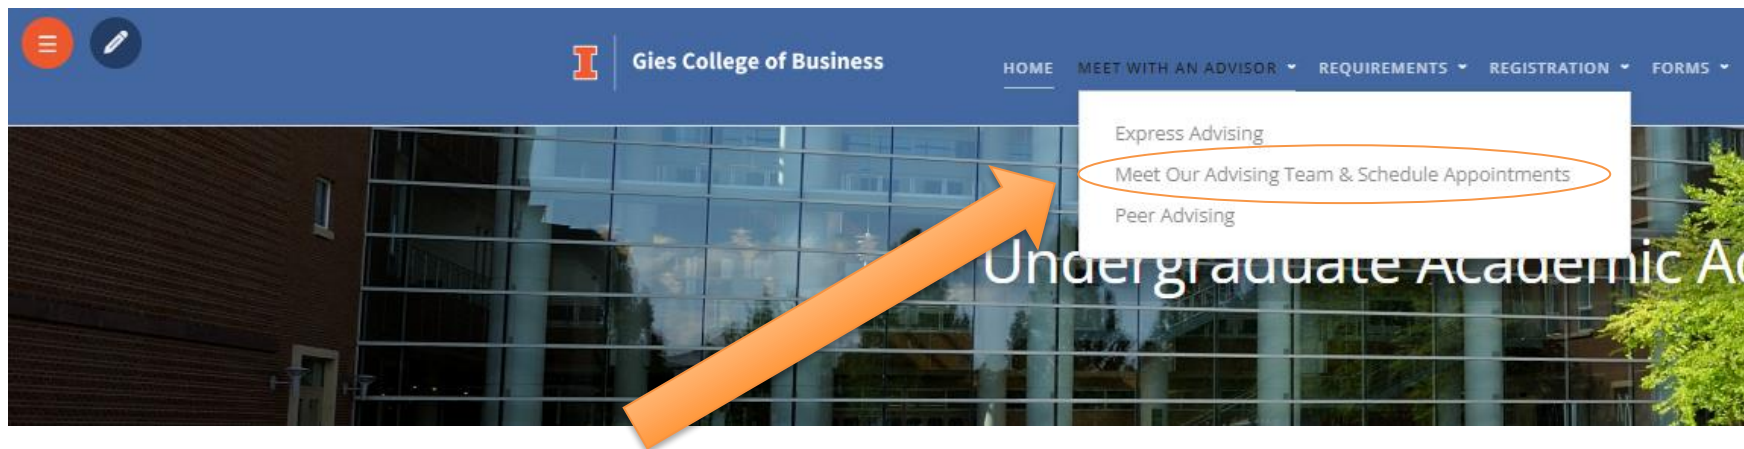 I
Gies College of Business
HOME MEET WITH AN ADVISOR REQUIREMENTS REGISTRATION FORMS
Express Advising
Meet Our Advising Team & Schedule Appointments
Peer Advising
Undergraduate Academic